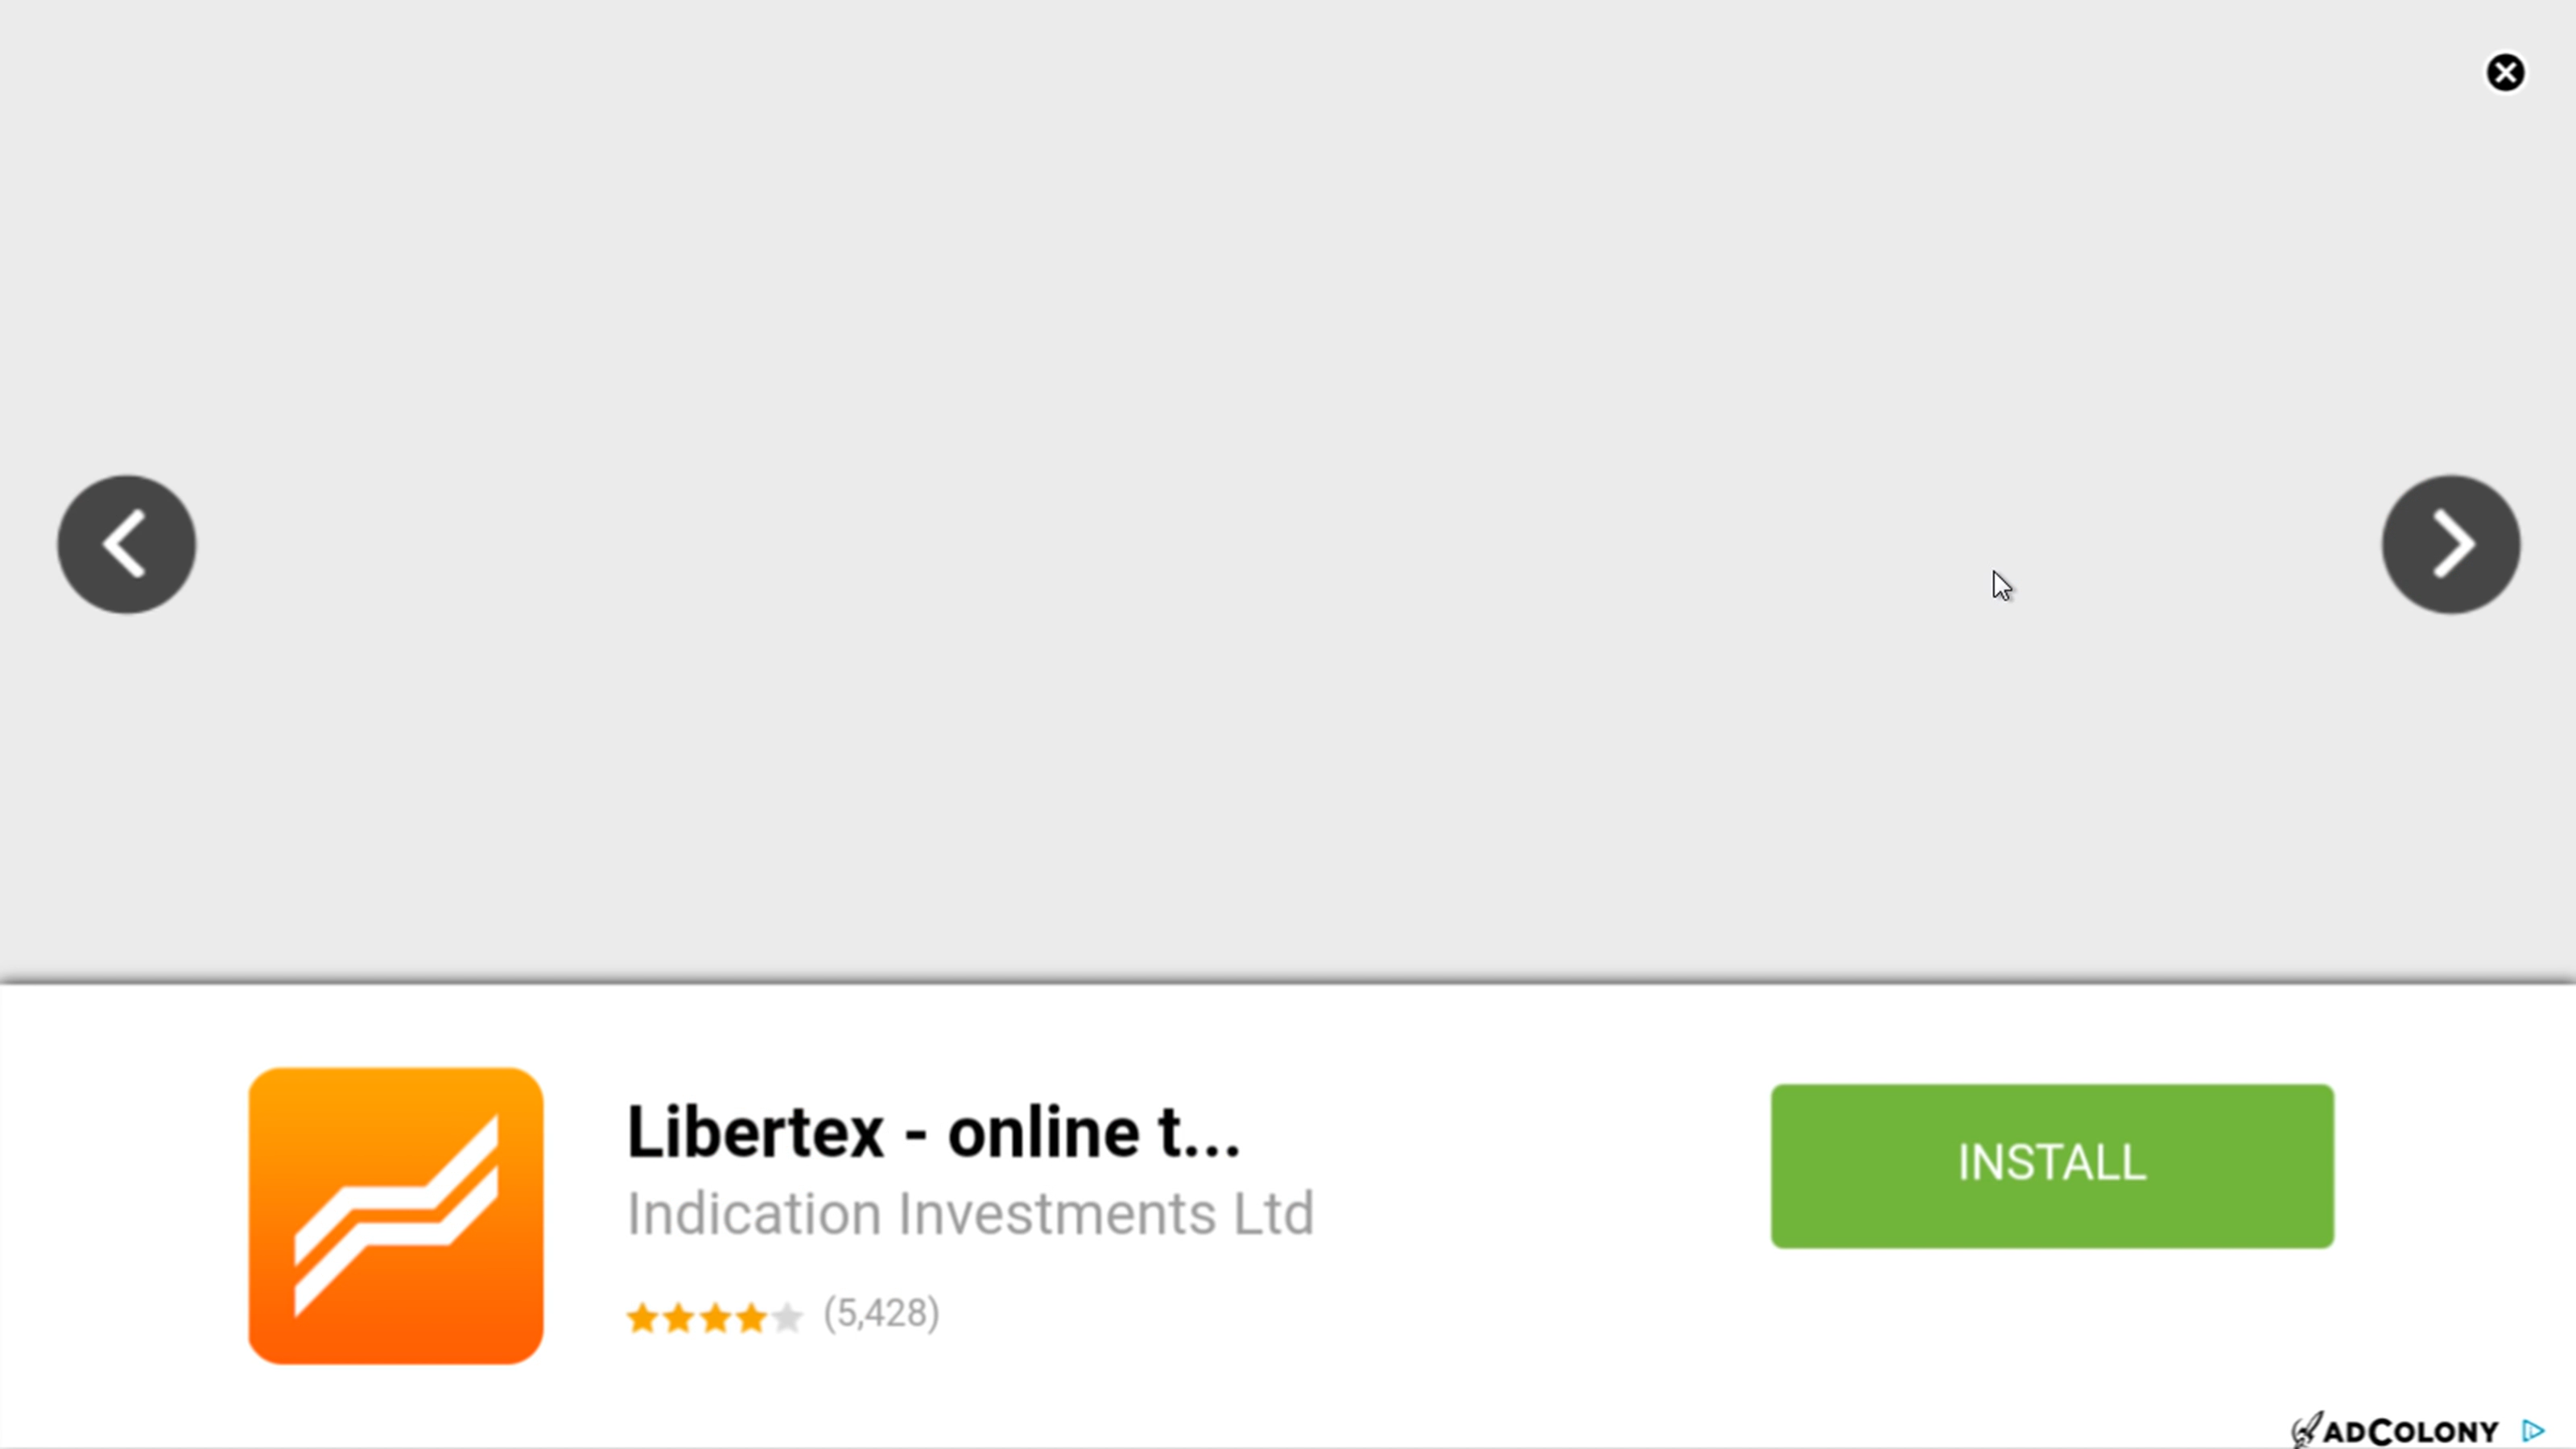 Libertex - online t...
Indication Investments Ltd
(5,428)
INSTALL
ADCOLONY